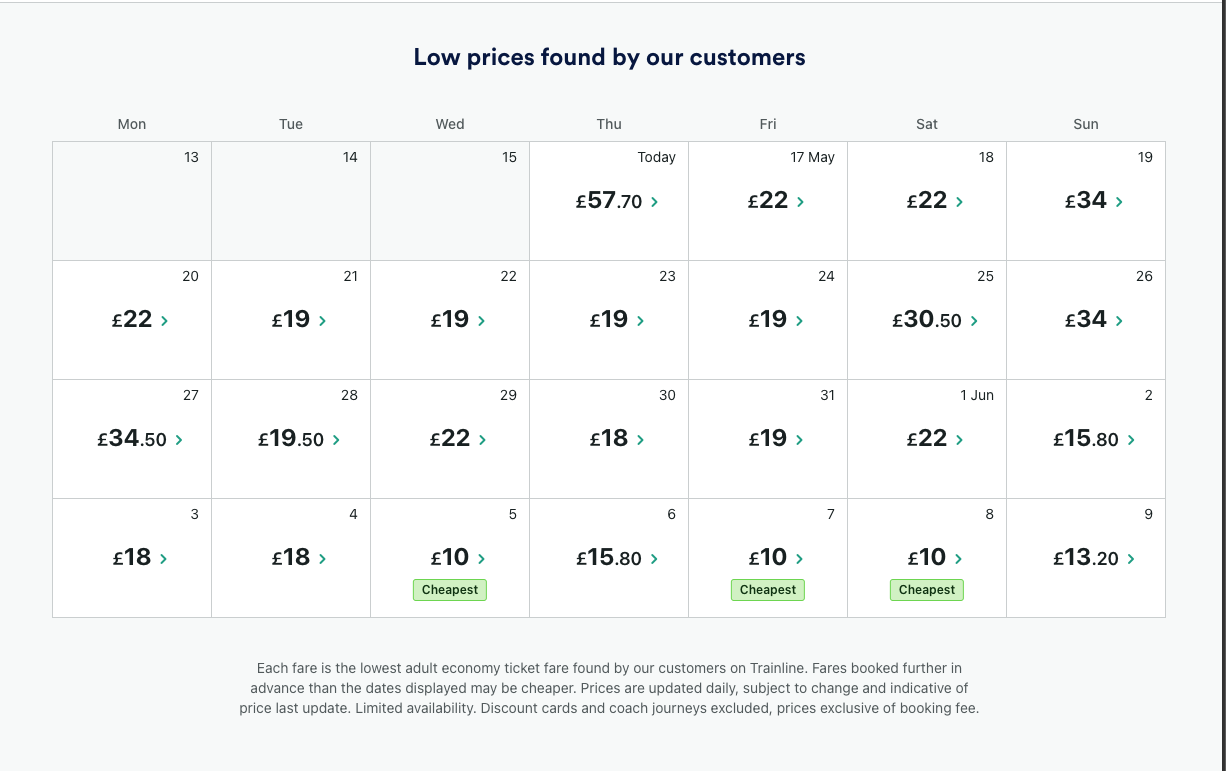 Low prices found by our customers
Mon Tue Wed Thu Fri Sat Sun
13 14 15 Today 17 May 18 19
£57.70 £22 £22 £34
20 21 22 23 24 25 26
£22 £19 £19 £19 £19 £30.50 £34
27 28 29 30 31 1 Jun 2
£34.50 £19.50 £22 £18 £19 £22 £15.80
3 4 5 6 7 8 9
£18 £18 £10 £15.80 £10 £10 £13.20
Cheapest Cheapest Cheapest
Each fare is the lowest adult economy ticket fare found by our customers on Trainline. Fares booked further in
advance than the dates displayed may be cheaper. Prices are updated daily, subject to change and indicative of
price last update. Limited availability. Discount cards and coach journeys excluded, prices exclusive of booking fee.